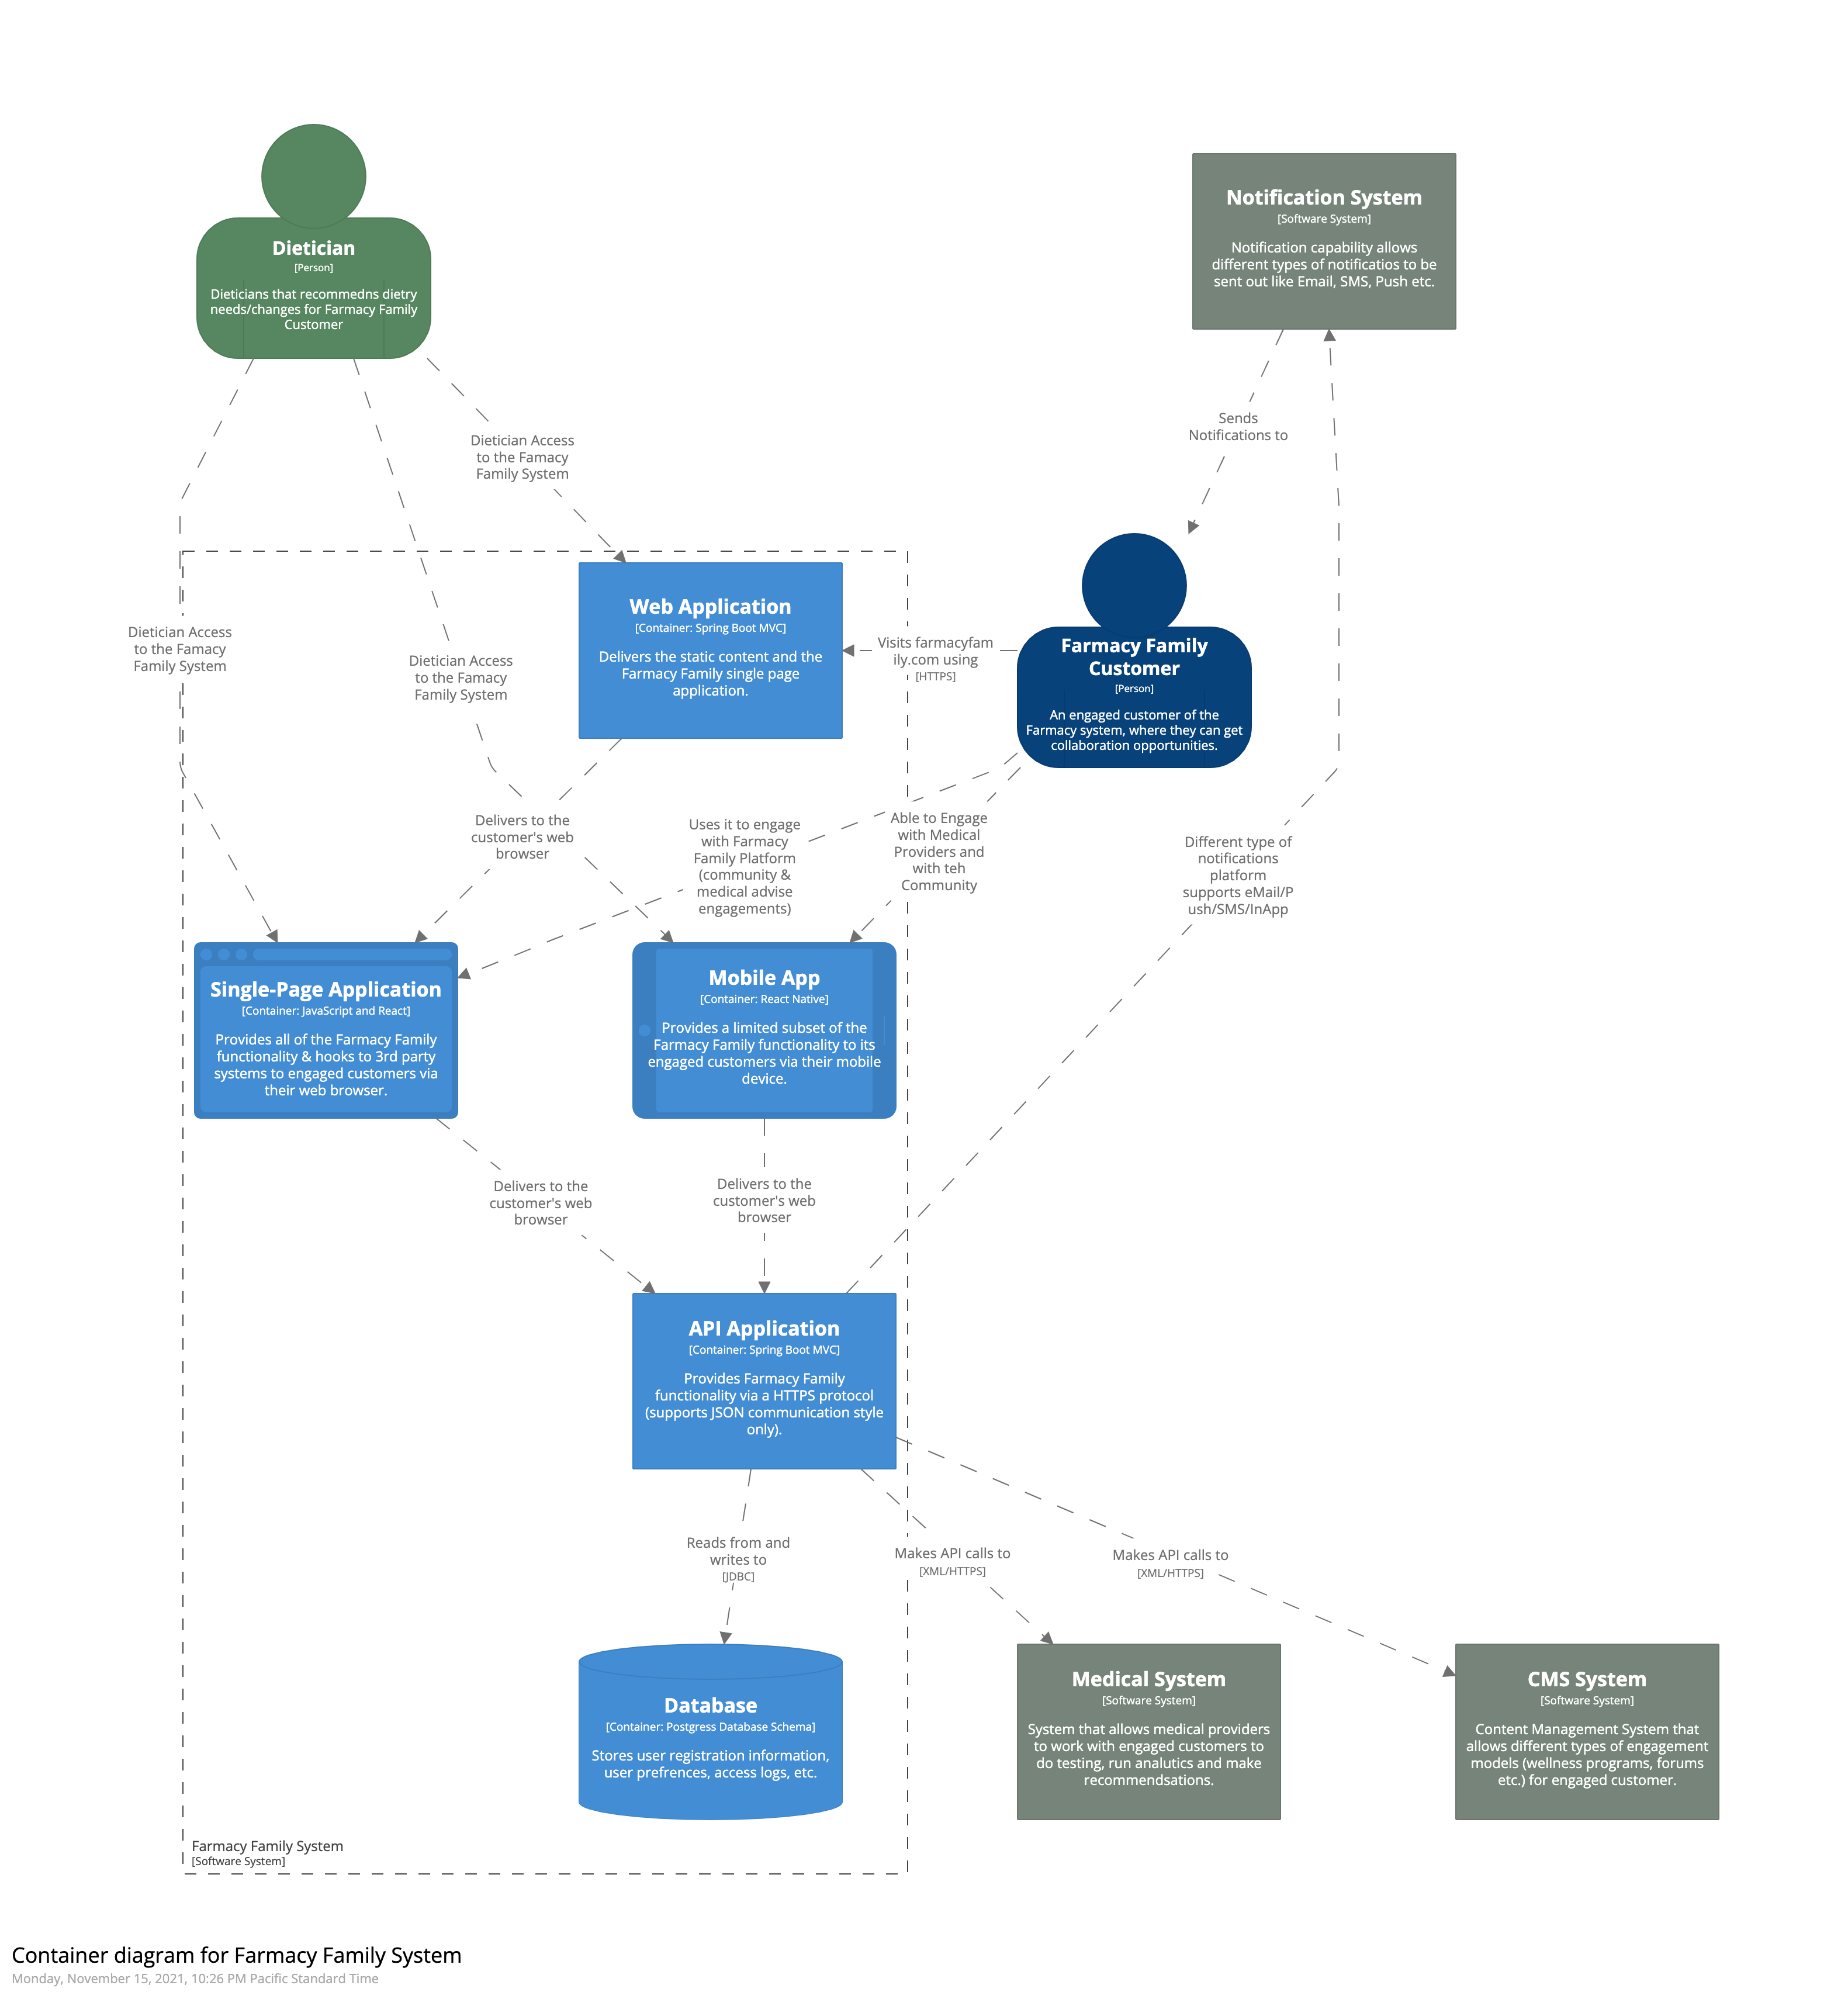 Dietician
[Person]
Dieticians that recommedns dietry
needs/changes for Farmacy Family
Customer
Notification System
[Software System]
Notification capability allows
different types of notificatios to be
sent out like Email, SMS, Push etc.
Sends
Notifications to
Dietician Access
to the Famacy
Family System
Dietician Access
to the Famacy
Family System
Dietician Access
to the Famacy
Family System
Web Application
[Container: Spring Boot MVC]
Delivers the static content and the
Farmacy Family single page
application.
Visits farmacyfam
ily.com using
[HTTPS]
Farmacy Family
Customer
[Person]
An engaged customer of the
Farmacy system, where they can get
collaboration opportunities.
Delivers to the
customer's web
browser
Uses it to engage
with Farmacy
Family Platform
(community &
medical advise
engagements)
Able to Engage
with Medical
Providers and
with teh
Community
Different type of
notifications
platform
supports eMail/P
ush/SMS/InApp
Single-Page Application
[Container: JavaScript and React]
Provides all of the Farmacy Family
functionality & hooks to 3rd party
systems to engaged customers via
their web browser.
Mobile App
[Container: React Native]
Provides a limited subset of the
Farmacy Family functionality to its
engaged customers via their mobile
device.
Delivers to the
customer's web
browser
Delivers to the
customer's web
browser
API Application
[Container: Spring Boot MVC]
Provides Farmacy Family
functionality via a HTTPS protocol
(supports JSON communication style
only).
Reads from and
writes to
[JDBC]
Makes API calls to
[XML/HTTPS]
Makes API calls to
[XML/HTTPS]
Database
[Container: Postgress Database Schema]
Stores user registration information,
user prefrences, access logs, etc.
Medical System
[Software System]
System that allows medical providers
to work with engaged customers to
do testing, run analutics and make
recommendsations.
CMS System
[Software System]
Content Management System that
allows different types of engagement
models (wellness programs, forums
etc.) for engaged customer.
Farmacy Family System
[Software System]
Container diagram for Farmacy Family System
Monday, November 15, 2021, 10:26 PM Pacific Standard Time